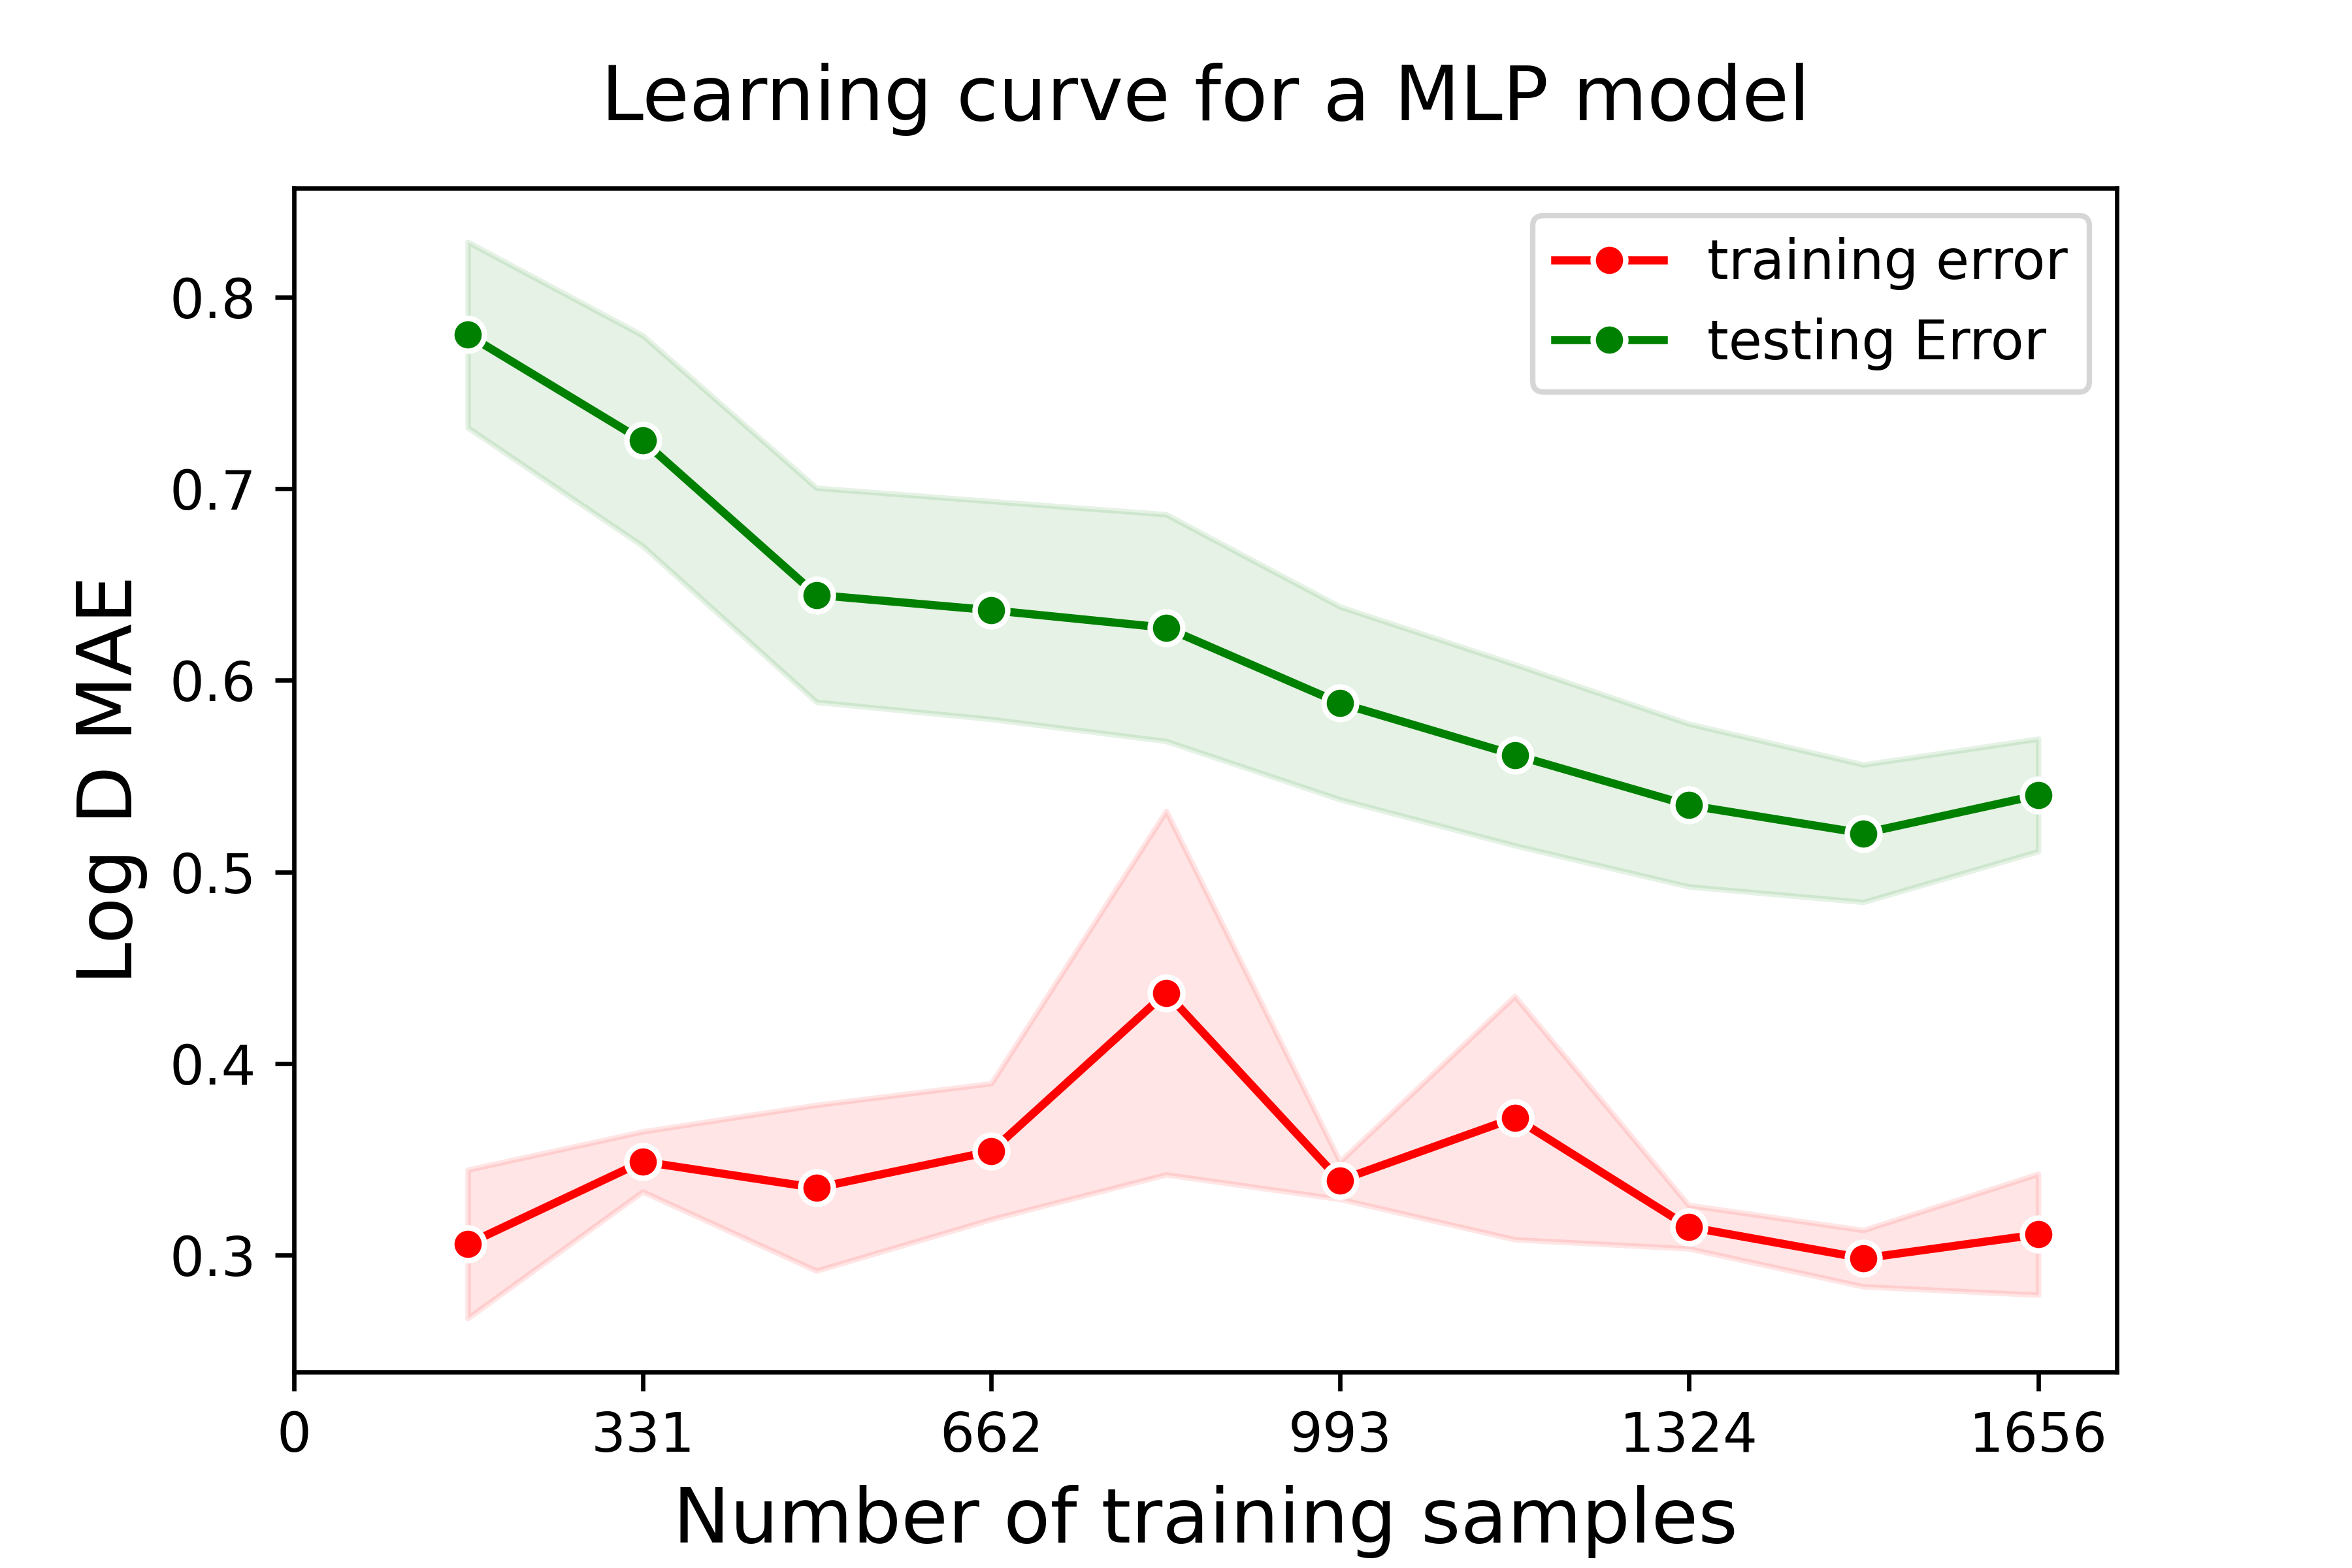 Learning curve for a MLP model
training error
testing Error
Log D MAE
0.8
0.7
0.6
0.5
0.4
0.3
0 331 662 993 1324 1656
Number of training samples